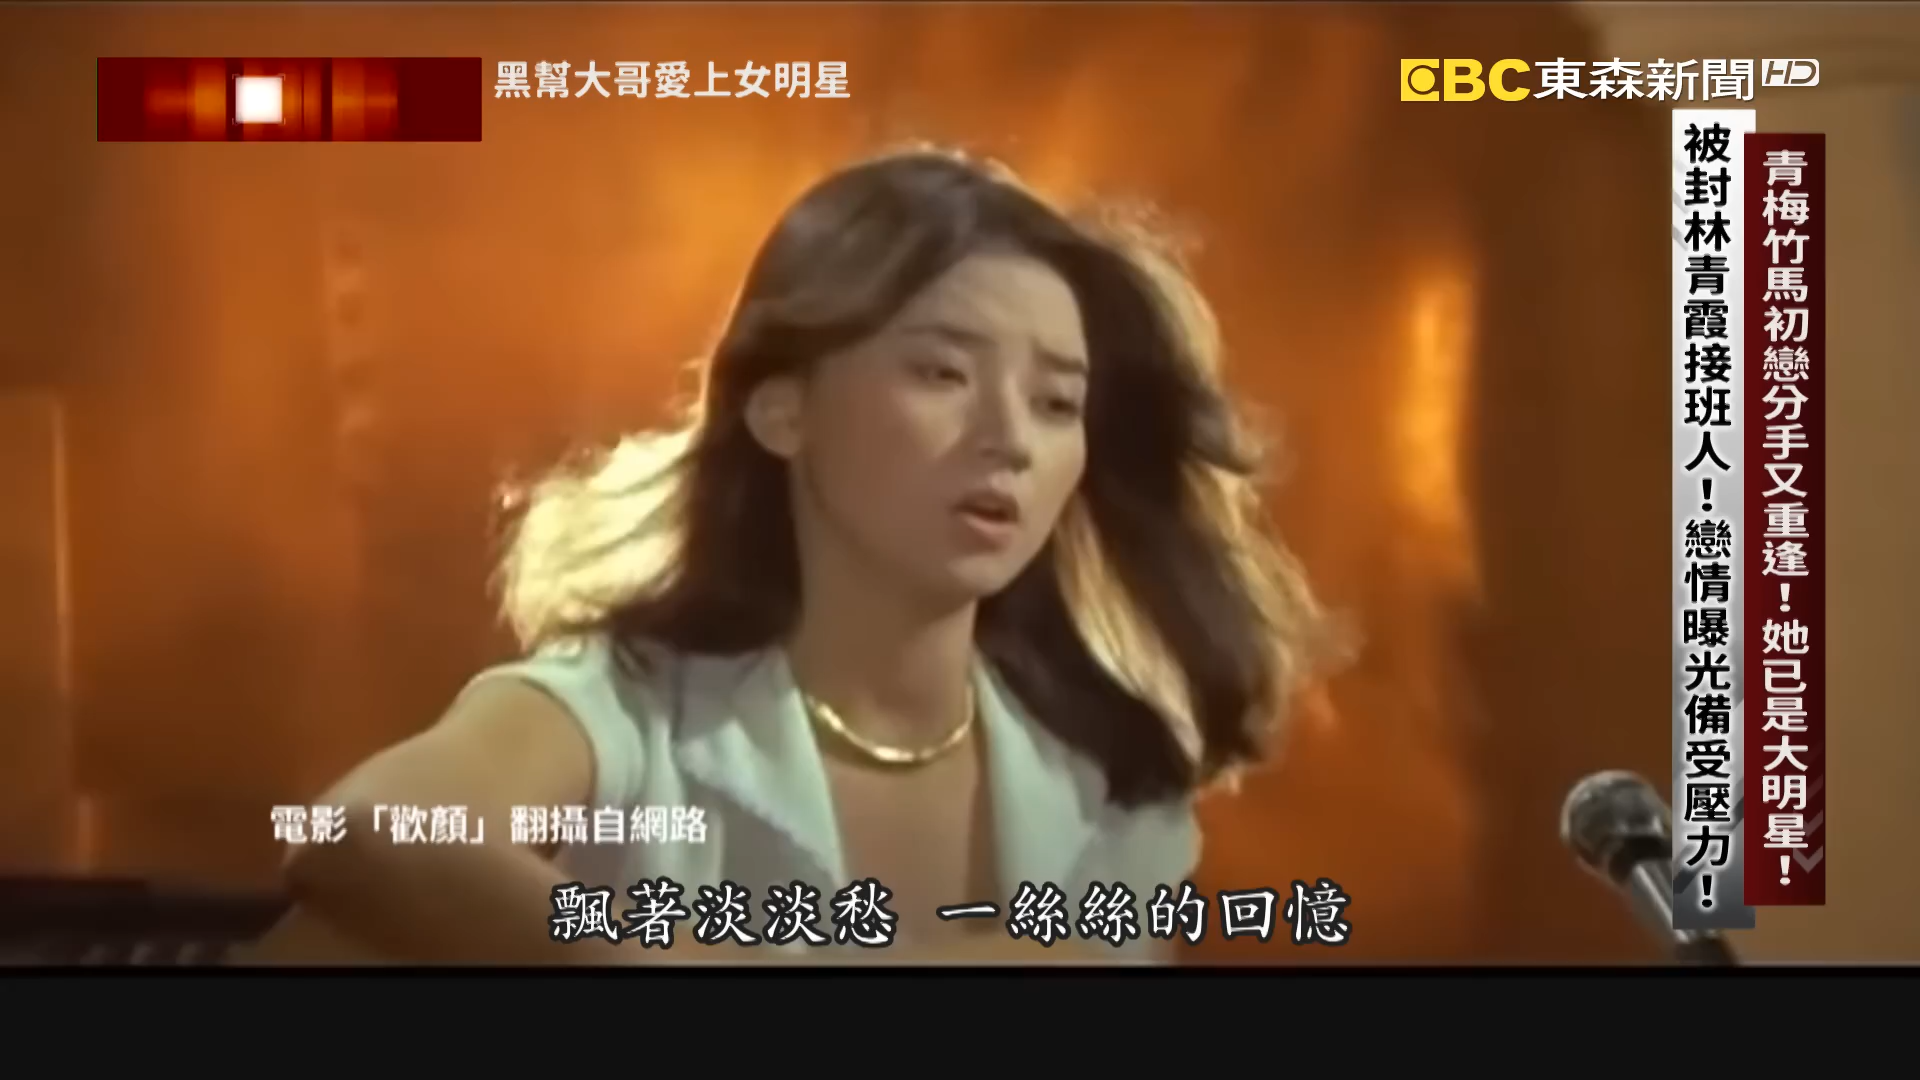 黑幫大哥愛上女明星
EBC東森新聞HD
青梅竹馬初戀分手又重逢！她已是大明星！
被封林青霞接班人！戀情曝光備受壓力！
電影「歡顏」翻攝自網路
飄著淡淡愁 一絲絲的回憶